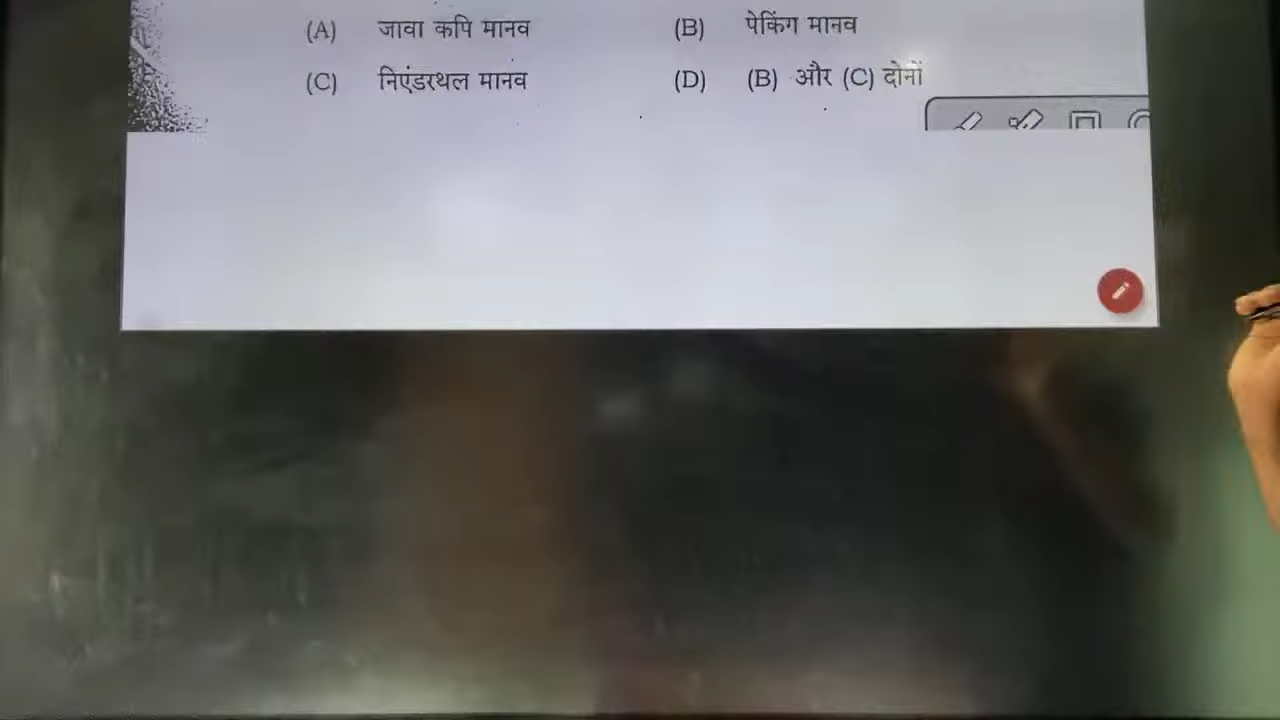 (A) जावा कपि मानव (B) पेकिंग मानव
(C) निएंडरथल मानव (D) (B) और (C) दोनों